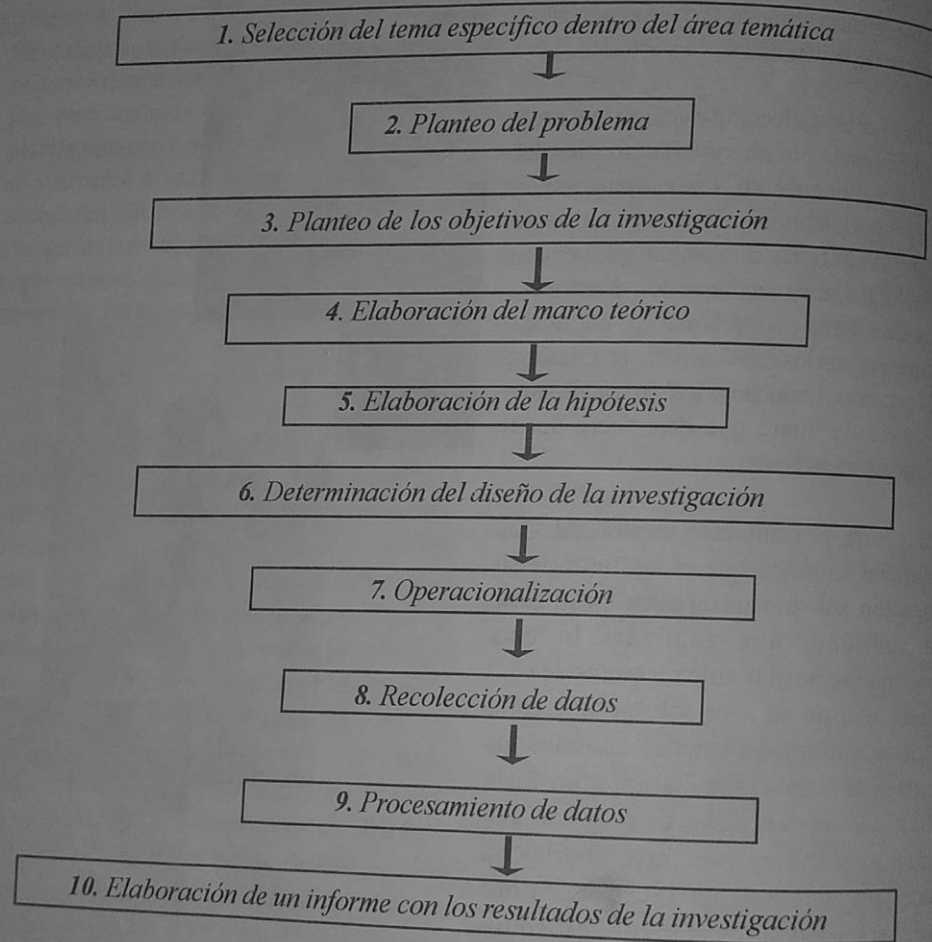 1. Selección del tema específico dentro del área temática
2. Planteo del problema
3. Planteo de los objetivos de la investigación
4. Elaboración del marco teórico
5. Elaboración de la hipótesis
6. Determinación del diseño de la investigación
7. Operacionalización
8. Recolección de datos
9. Procesamiento de datos
10. Elaboración de un informe con los resultados de la investigación